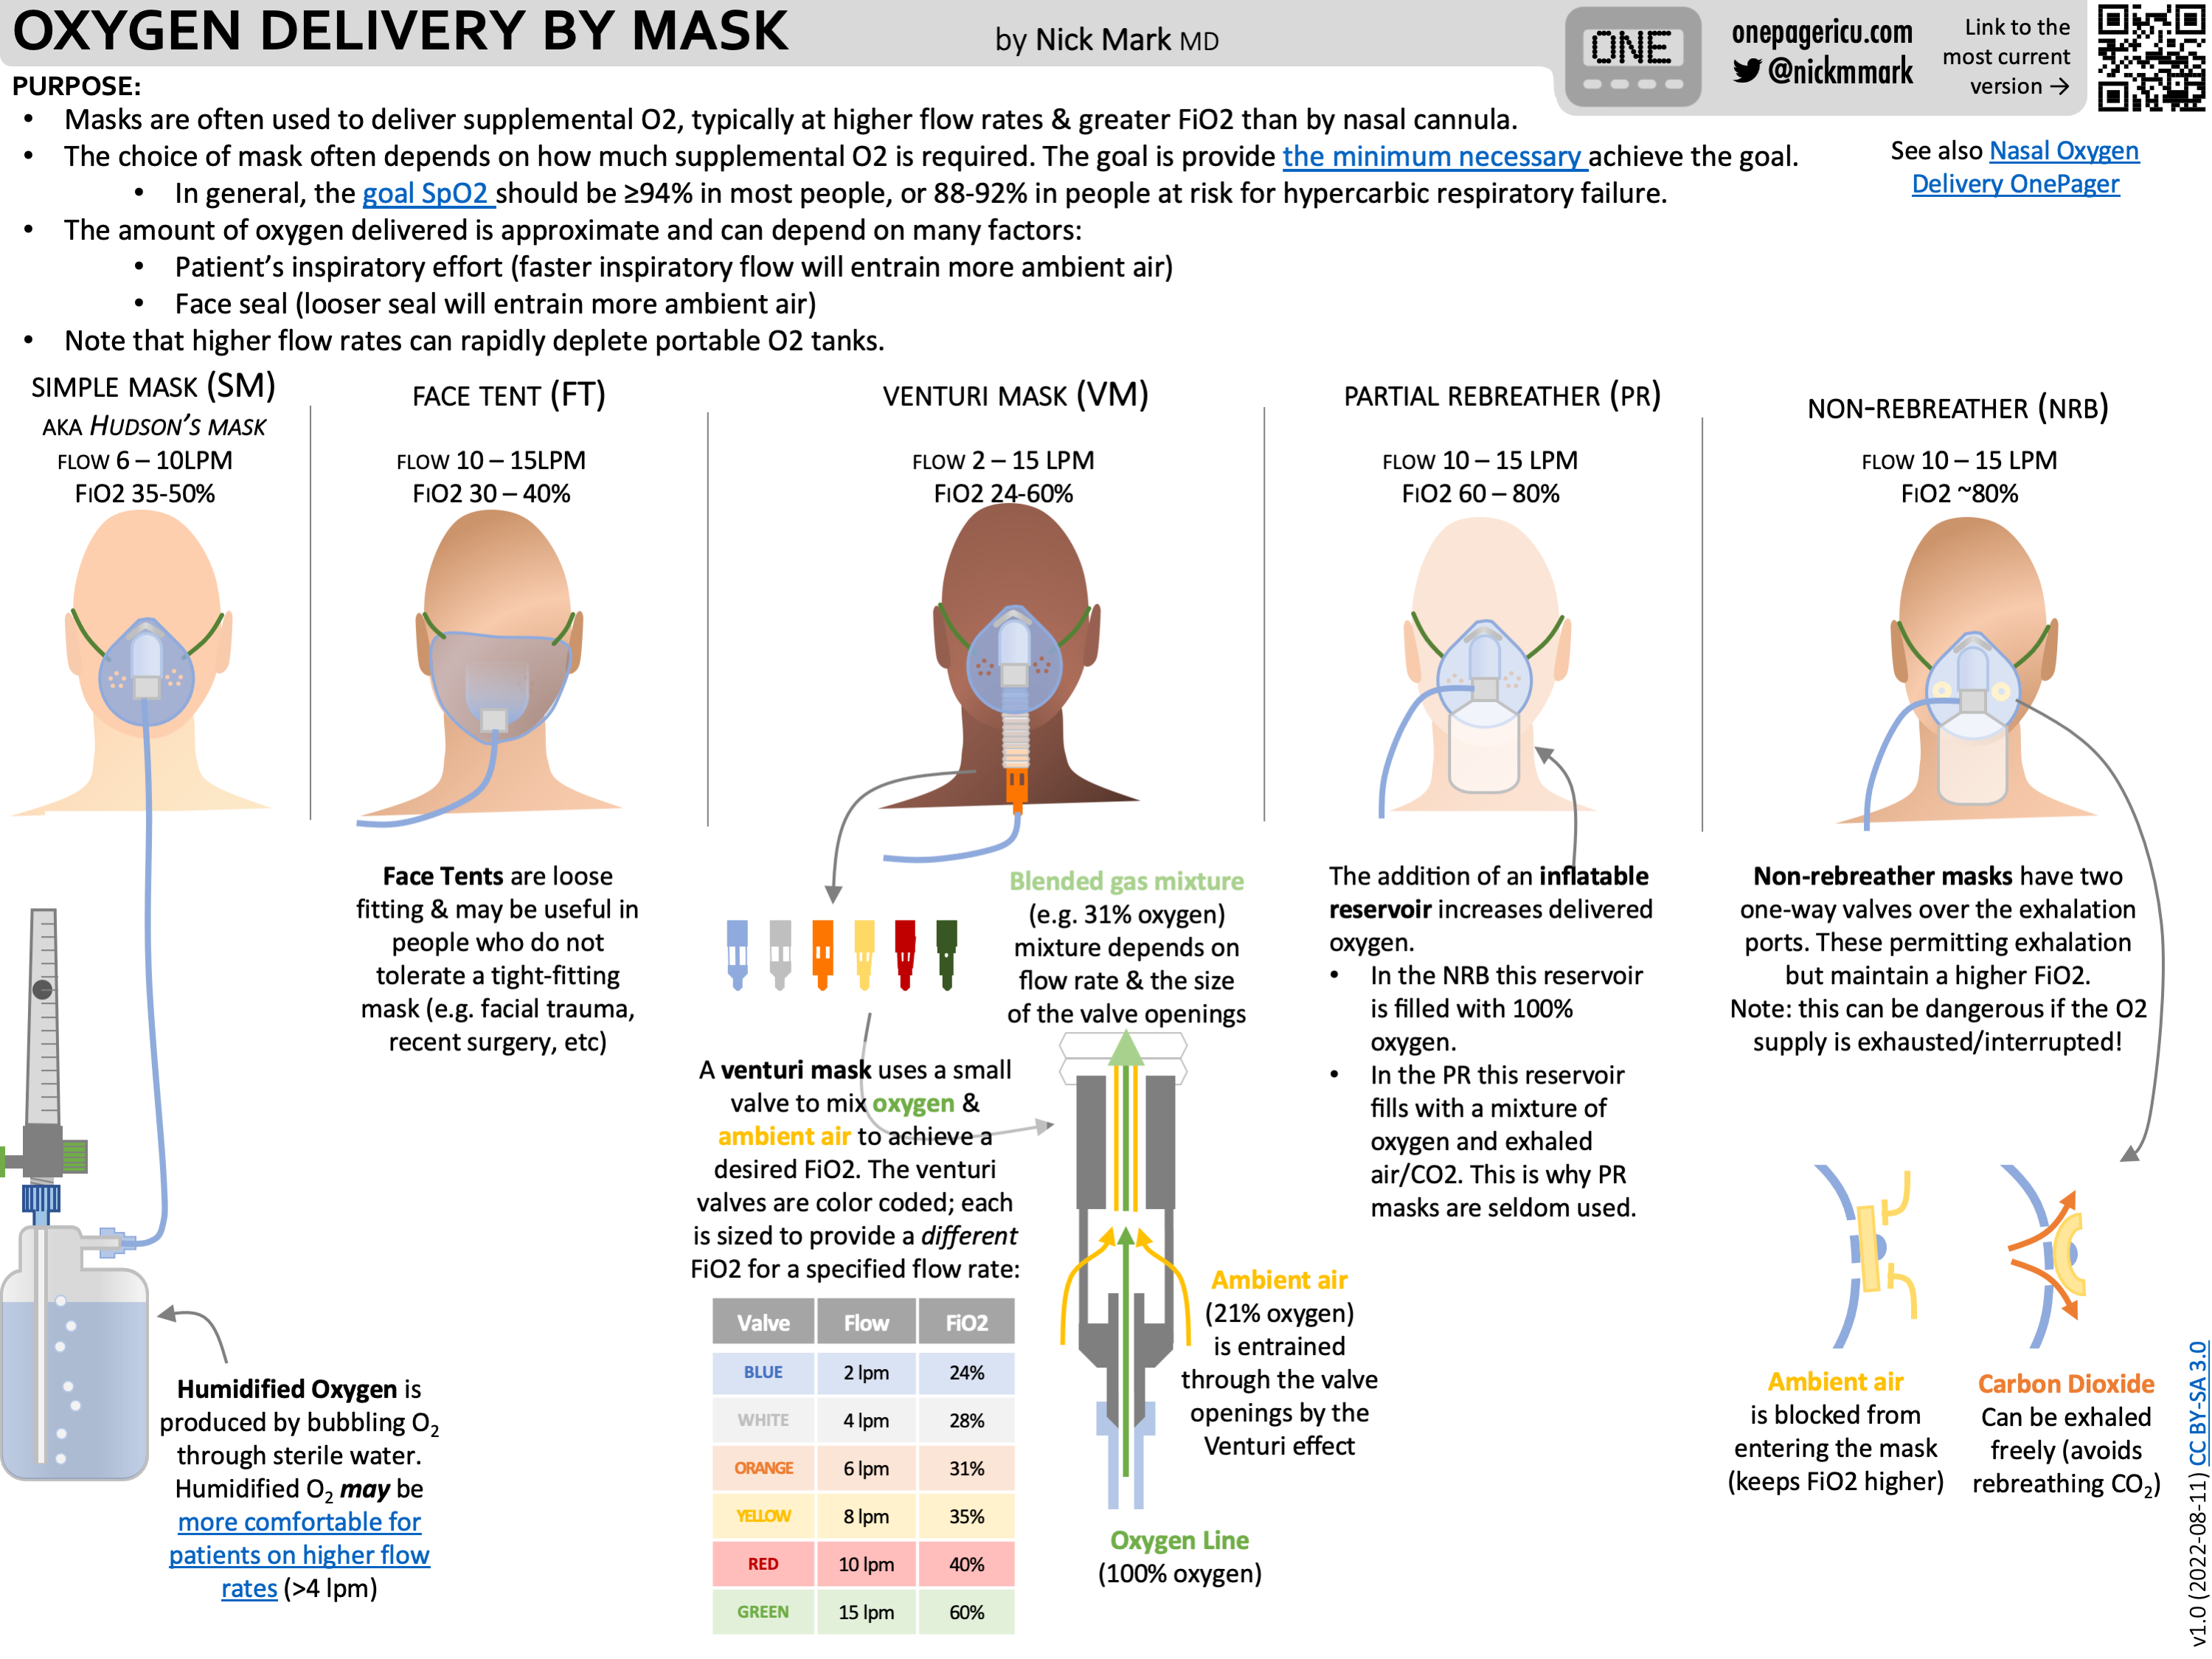 OXYGEN DELIVERY BY MASK
by Nick Mark MD
ONE
onepagericu.com
@nickmmark
Link to the
most current
version →
PURPOSE:
• Masks are often used to deliver supplemental O2, typically at higher flow rates & greater FiO2 than by nasal cannula.
• The choice of mask often depends on how much supplemental O2 is required. The goal is provide the minimum necessary achieve the goal.
• In general, the goal SpO2 should be ≥94% in most people, or 88-92% in people at risk for hypercarbic respiratory failure.
• The amount of oxygen delivered is approximate and can depend on many factors:
• Patient's inspiratory effort (faster inspiratory flow will entrain more ambient air)
• Face seal (looser seal will entrain more ambient air)
• Note that higher flow rates can rapidly deplete portable O2 tanks.
See also Nasal Oxygen
Delivery OnePager
SIMPLE MASK (SM)
AKA HUDSON'S MASK
FLOW 6 – 10LPM
FIO2 35-50%
FACE TENT (FT)
FLOW 10 – 15LPM
FIO2 30 – 40%
VENTURI MASK (VM)
FLOW 2 – 15 LPM
FIO2 24-60%
PARTIAL REBREATHER (PR)
FLOW 10 – 15 LPM
FIO2 60 – 80%
NON-REBREATHER (NRB)
FLOW 10 – 15 LPM
FIO2 ~80%
Humidified Oxygen is
produced by bubbling O₂
through sterile water.
Humidified O₂ may be
more comfortable for
patients on higher flow
rates (>4 lpm)
Face Tents are loose
fitting & may be useful in
people who do not
tolerate a tight-fitting
mask (e.g. facial trauma,
recent surgery, etc)
A venturi mask uses a small
valve to mix oxygen &
ambient air to achieve a
desired FiO2. The venturi
valves are color coded; each
is sized to provide a different
FiO2 for a specified flow rate:
Valve Flow FiO2
BLUE 2 lpm 24%
WHITE 4 lpm 28%
ORANGE 6 lpm 31%
YELLOW 8 lpm 35%
RED 10 lpm 40%
GREEN 15 lpm 60%
Blended gas mixture
(e.g. 31% oxygen)
mixture depends on
flow rate & the size
of the valve openings
Ambient air
(21% oxygen)
is entrained
through the valve
openings by the
Venturi effect
Oxygen Line
(100% oxygen)
The addition of an inflatable
reservoir increases delivered
oxygen.
• In the NRB this reservoir
is filled with 100%
oxygen.
• In the PR this reservoir
fills with a mixture of
oxygen and exhaled
air/CO2. This is why PR
masks are seldom used.
Non-rebreather masks have two
one-way valves over the exhalation
ports. These permitting exhalation
but maintain a higher FiO2.
Note: this can be dangerous if the O2
supply is exhausted/interrupted!
Ambient air
is blocked from
entering the mask
(keeps FiO2 higher)
Carbon Dioxide
Can be exhaled
freely (avoids
rebreathing CO₂)
v1.0 (2022-08-11) CC BY-SA 3.0